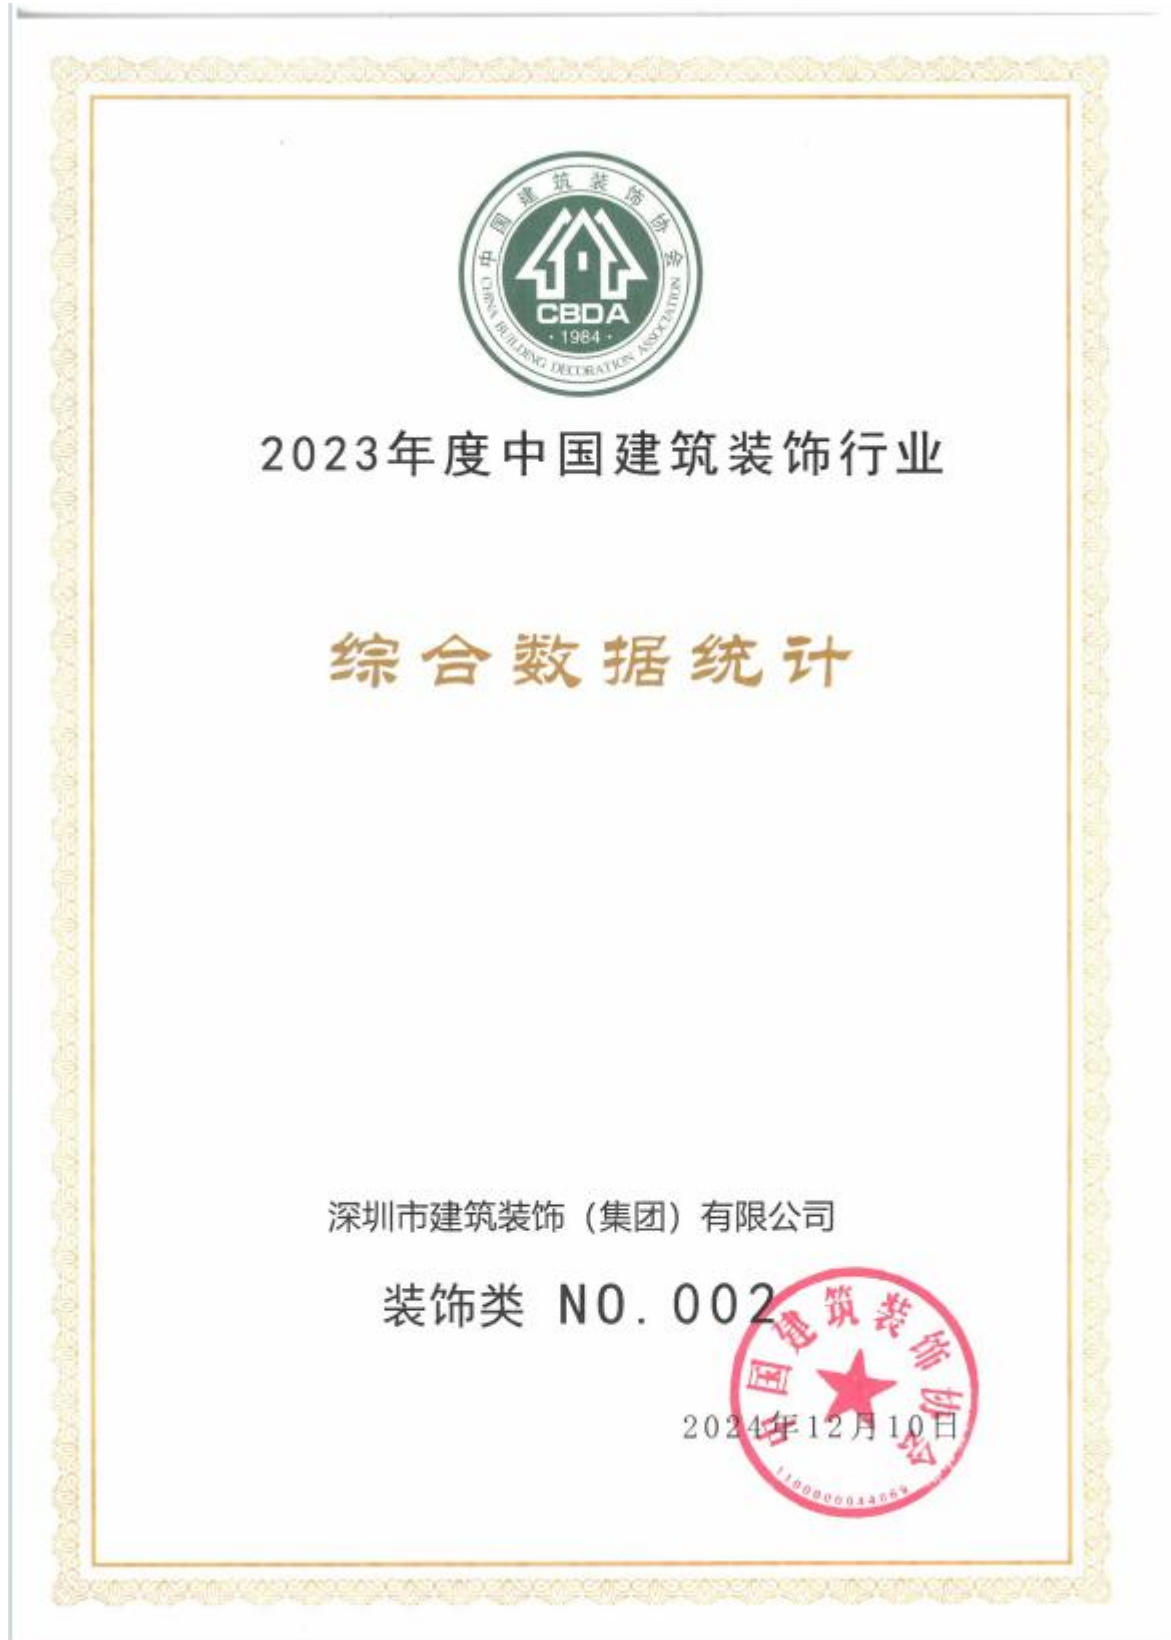 中国建筑装饰协会
CBDA
·1984·
CHINA BUILDING DECORATION ASSOCIATION
2023年度中国建筑装饰行业
综合数据统计
深圳市建筑装饰（集团）有限公司
装饰类 NO.002
中国建筑装饰协会
2024年12月10日